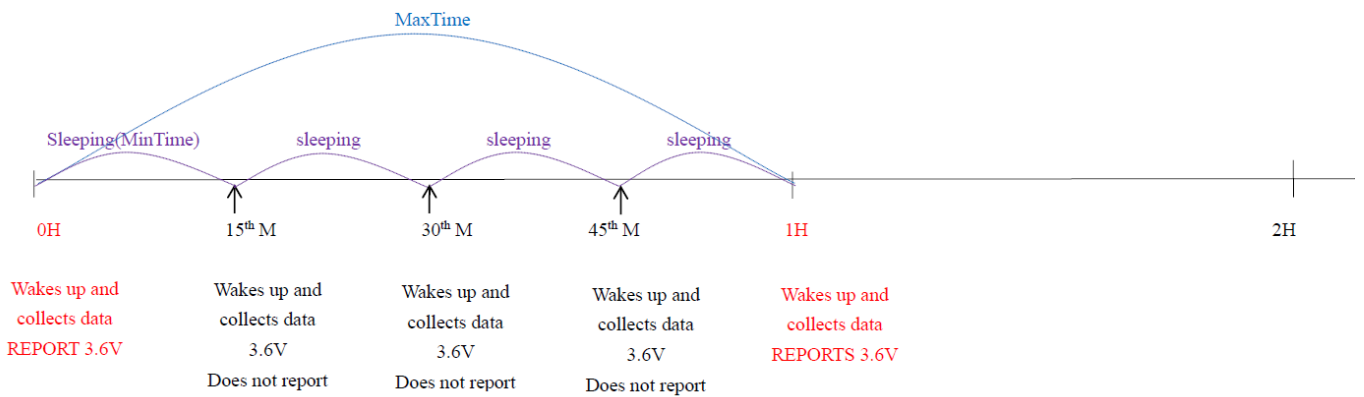 MaxTime
Sleeping(MinTime)
sleeping
sleeping
sleeping
0H
15th M
30th M
45th M
1H
2H
Wakes up and
collects data
REPORT 3.6V
Wakes up and
collects data
3.6V
Does not report
Wakes up and
collects data
3.6V
Does not report
Wakes up and
collects data
3.6V
Does not report
Wakes up and
collects data
REPORTS 3.6V